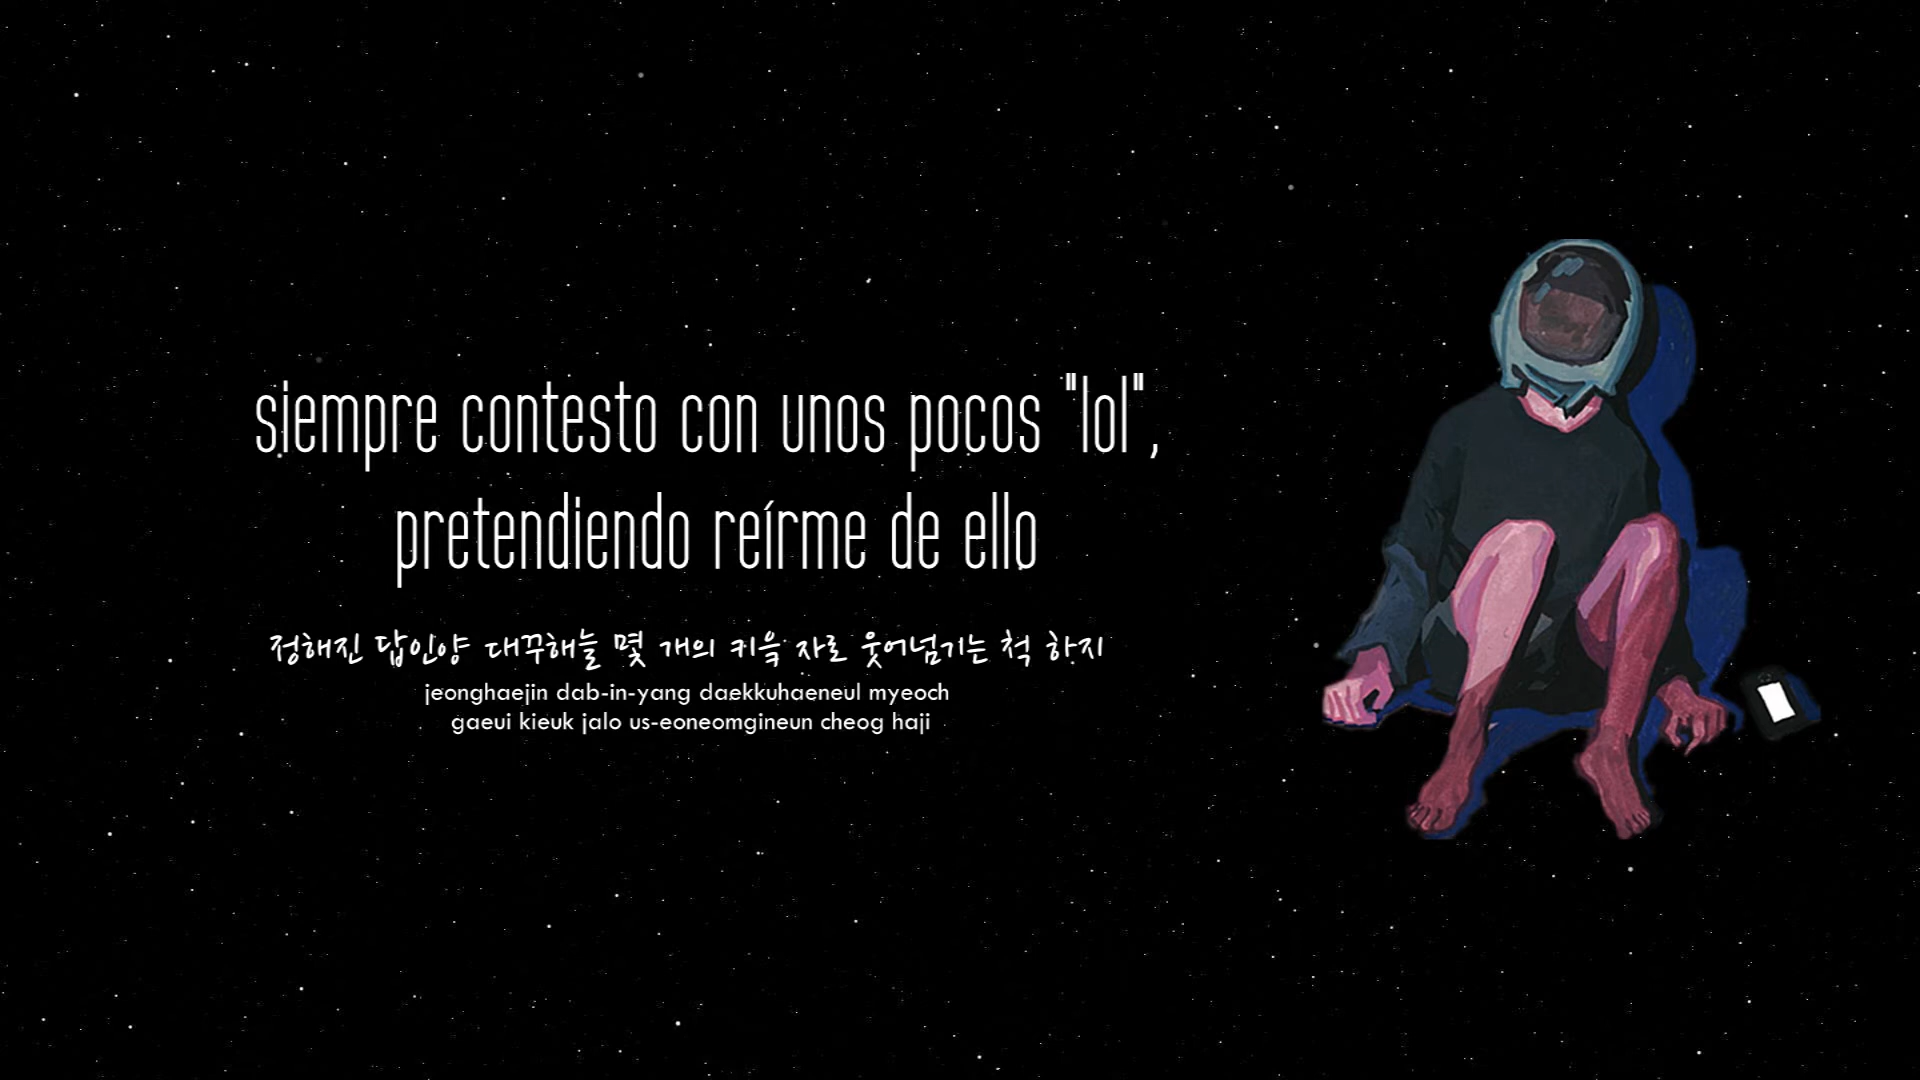 siempre contesto con unos pocos "lol",
pretendiendo reírme de ello
정해진 답인양 대꾸해늘 몇 개의 키읔 자로 웃어넘기는 척 하지
jeonghaejin dab-in-yang daekkuhaeneul myeoch
gaeui kieuk jalo us-eoneomgineun cheog haji